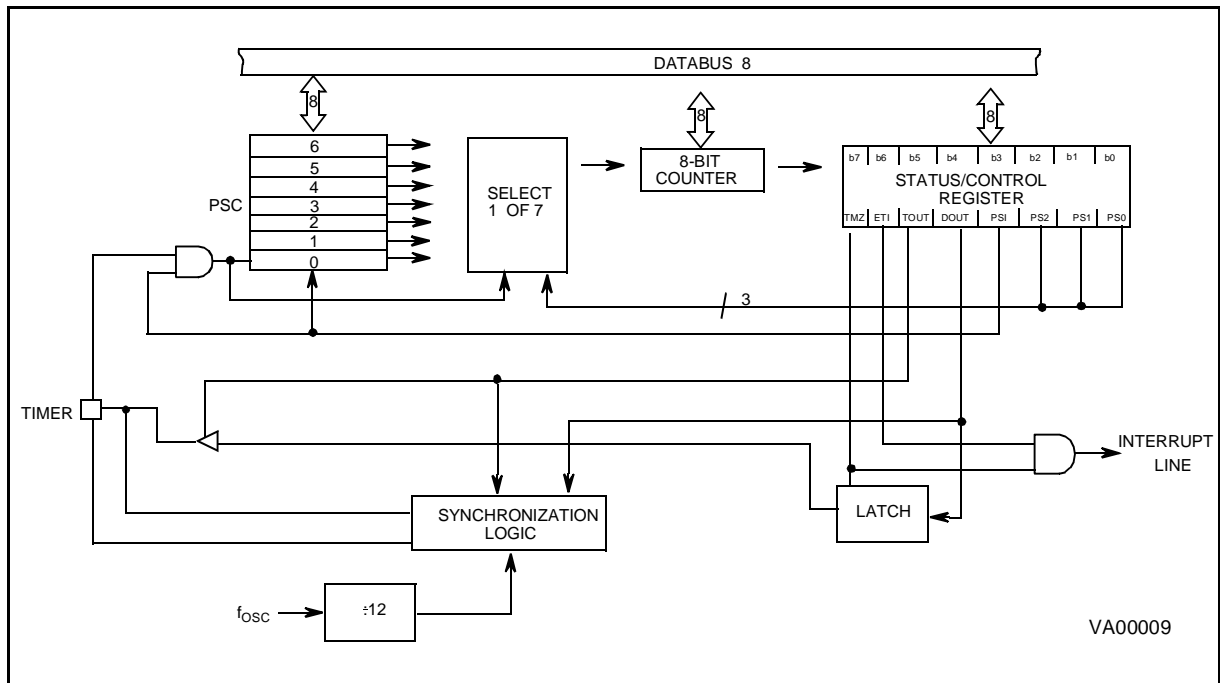 DATABUS 8
8
8
8
6
5
4
3
2
1
0
PSC
SELECT
1 OF 7
8-BIT
COUNTER
b7 b6 b5 b4 b3 b2 b1 b0
STATUS/CONTROL
REGISTER
TMZ ETI TOUT DOUT PSI PS2 PS1 PS0
3
TIMER
INTERRUPT
LINE
LATCH
SYNCHRONIZATION
LOGIC
fOSC
÷12
VA00009